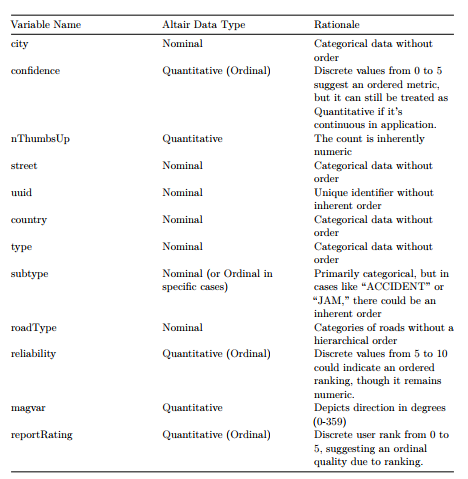 Variable Name Altair Data Type Rationale
city Nominal Categorical data without
order
confidence Quantitative (Ordinal) Discrete values from 0 to 5
suggest an ordered metric,
but it can still be treated as
Quantitative if it's
continuous in application.
nThumbsUp Quantitative The count is inherently
numeric
street Nominal Categorical data without
order
uuid Nominal Unique identifier without
inherent order
country Nominal Categorical data without
order
type Nominal Categorical data without
order
subtype Nominal (or Ordinal in Primarily categorical, but in
specific cases) cases like “ACCIDENT” or
“JAM,” there could be an
inherent order
roadType Nominal Categories of roads without a
hierarchical order
reliability Quantitative (Ordinal) Discrete values from 5 to 10
could indicate an ordered
ranking, though it remains
numeric.
magvar Quantitative Depicts direction in degrees
(0-359)
reportRating Quantitative (Ordinal) Discrete user rank from 0 to
5, suggesting an ordinal
quality due to ranking.